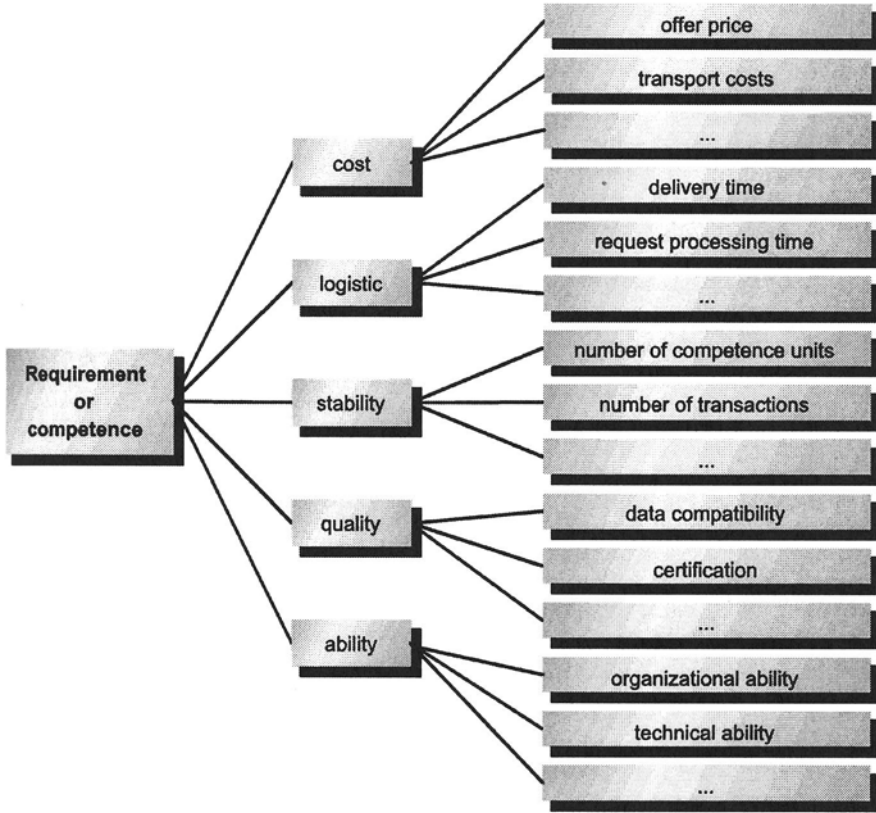 Requirement
or
competence
cost
logistic
stability
quality
ability
offer price
transport costs
...
delivery time
request processing time
...
number of competence units
number of transactions
...
data compatibility
certification
...
organizational ability
technical ability
...